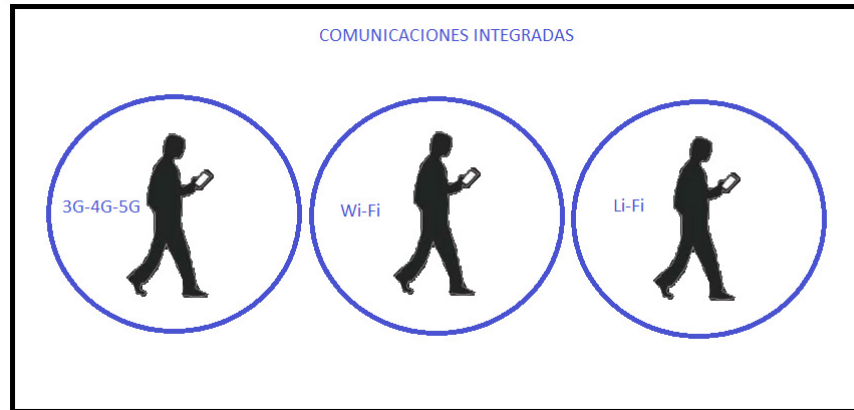 COMUNICACIONES INTEGRADAS
3G-4G-5G
Wi-Fi
Li-Fi